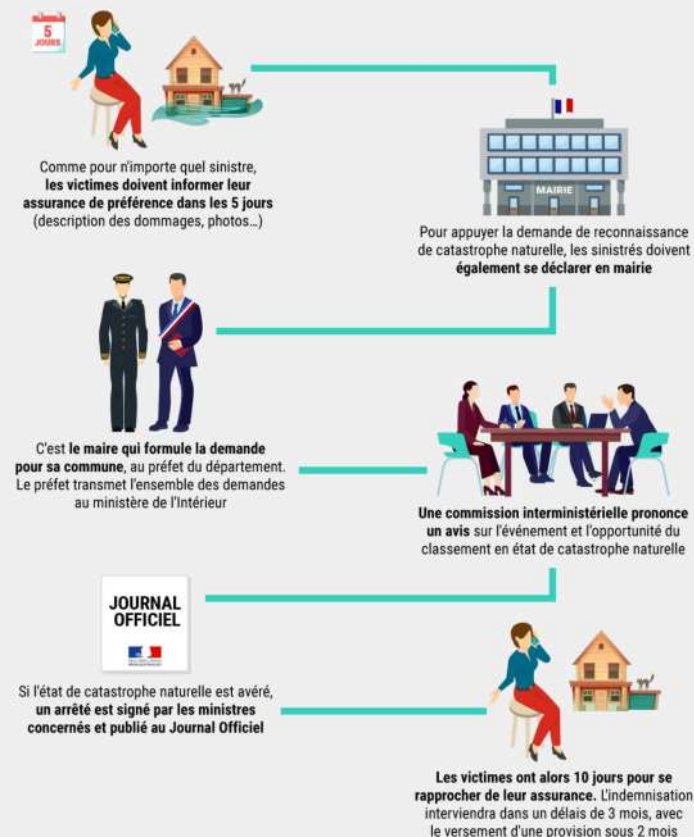 5
JOURS
Comme pour n'importe quel sinistre,
les victimes doivent informer leur
assurance de préférence dans les 5 jours
(description des dommages, photos…)
MAIRIE
Pour appuyer la demande de reconnaissance
de catastrophe naturelle, les sinistrés doivent
également se déclarer en mairie
C'est le maire qui formule la demande
pour sa commune, au préfet du département.
Le préfet transmet l'ensemble des demandes
au ministère de l'Intérieur
Une commission interministérielle prononce
un avis sur l'événement et l'opportunité du
classement en état de catastrophe naturelle
JOURNAL
OFFICIEL
Si l'état de catastrophe naturelle est avéré,
un arrêté est signé par les ministres
concernés et publié au Journal Officiel
Les victimes ont alors 10 jours pour se
rapprocher de leur assurance. L'indemnisation
interviendra dans un délai de 3 mois, avec
le versement d'une provision sous 2 mois